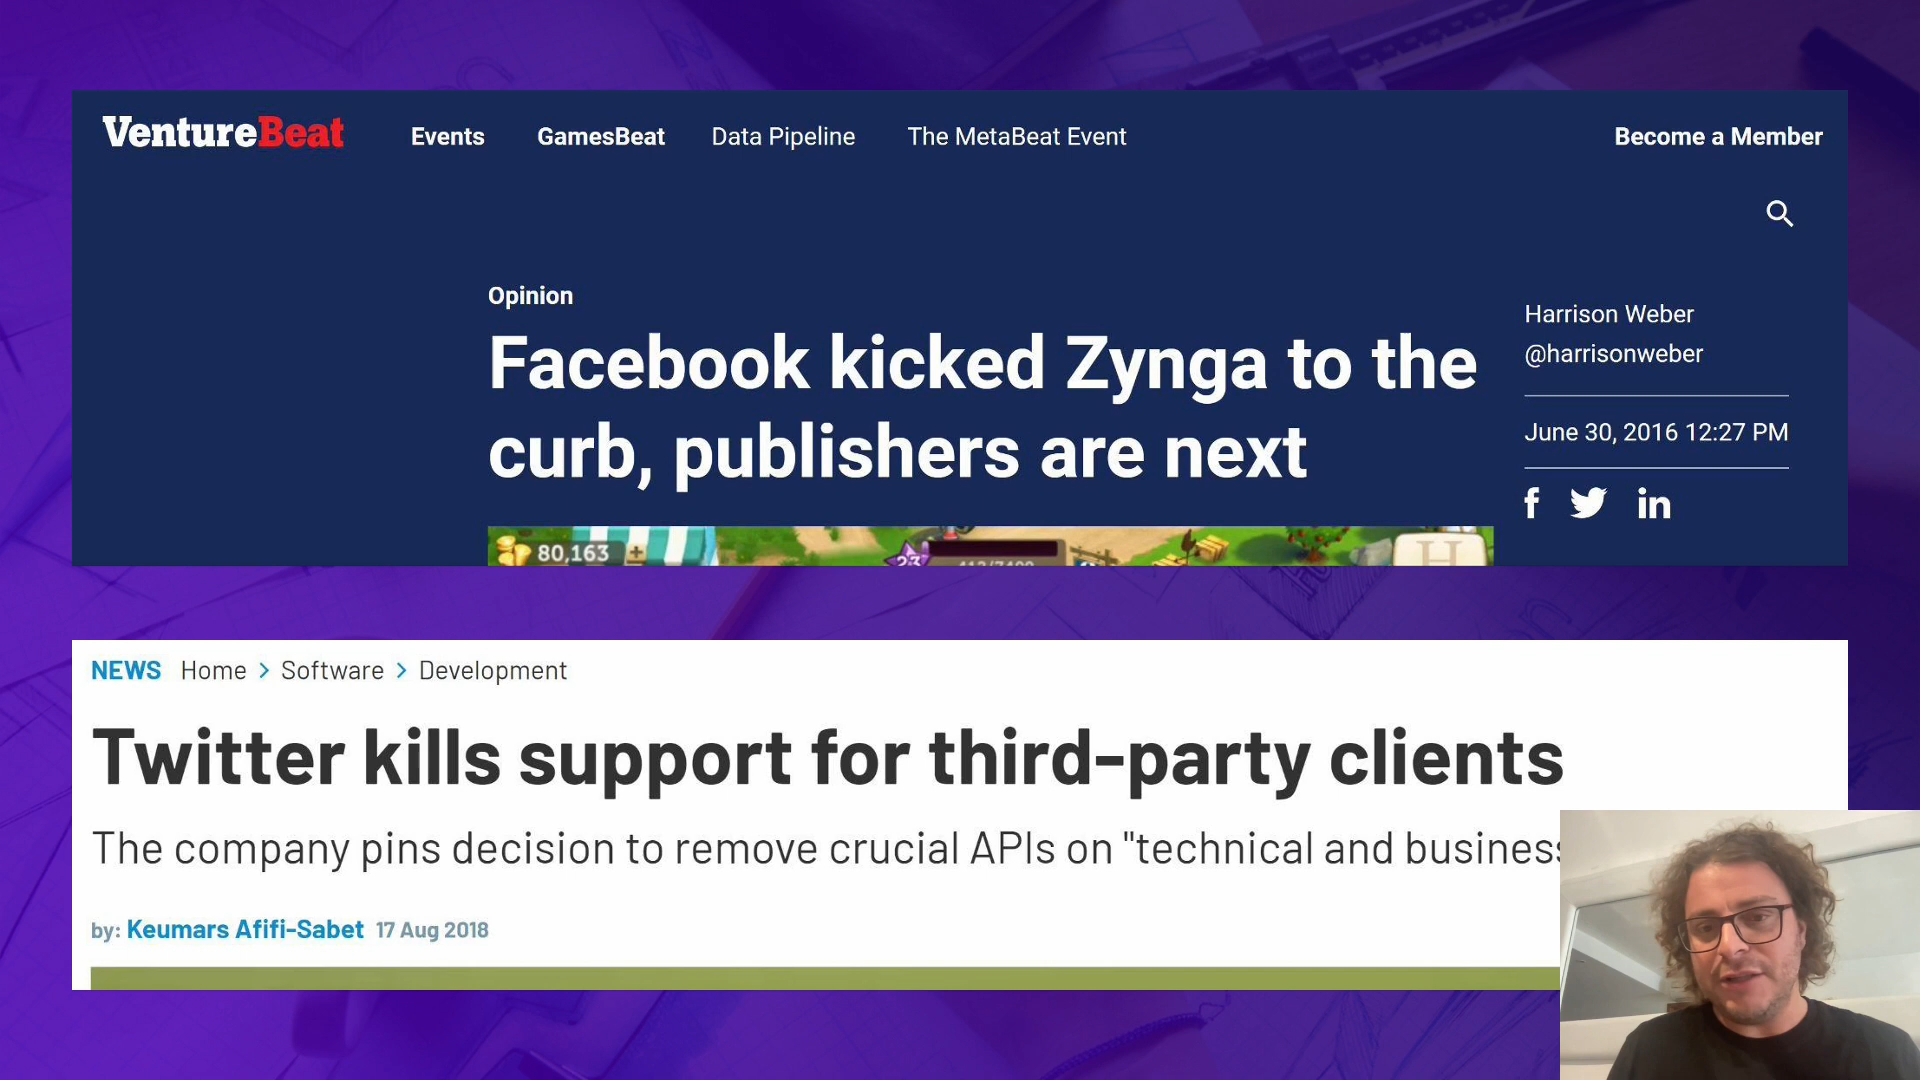 VentureBeat Events GamesBeat Data Pipeline The MetaBeat Event Become a Member
Opinion
Facebook kicked Zynga to the
curb, publishers are next
Harrison Weber
@harrisonweber
June 30, 2016 12:27 PM
80,163
23
NEWS Home > Software > Development
Twitter kills support for third-party clients
The company pins decision to remove crucial APIs on "technical and business
by: Keumars Afifi-Sabet 17 Aug 2018